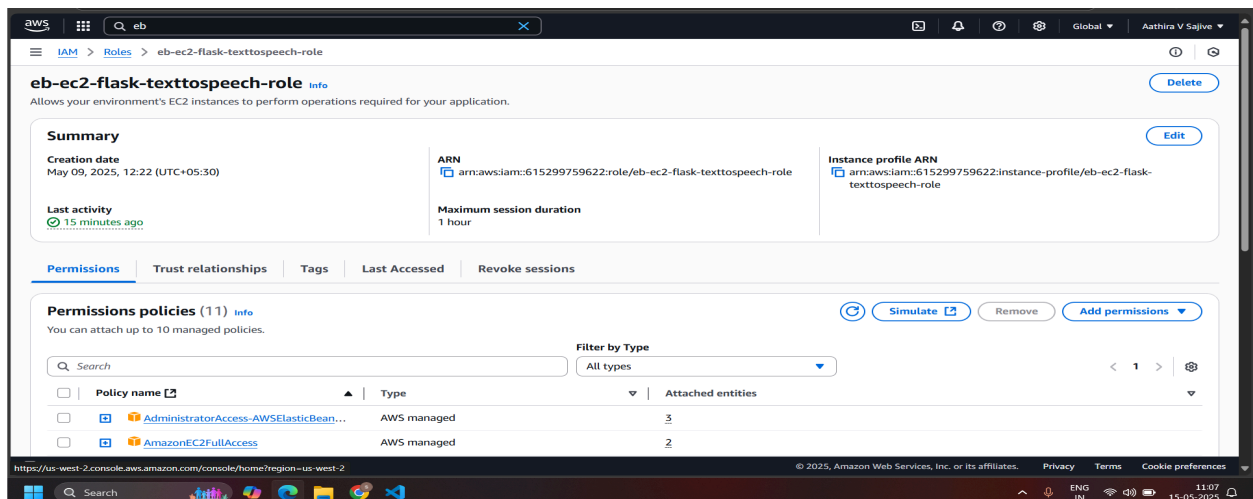 aws
eb
Global
Aathira V Sajive
IAM > Roles > eb-ec2-flask-texttospeech-role
eb-ec2-flask-texttospeech-role Info
Delete
Allows your environment's EC2 instances to perform operations required for your application.
Summary
Edit
Creation date
May 09, 2025, 12:22 (UTC+05:30)
ARN
arn:aws:iam::615299759622:role/eb-ec2-flask-texttospeech-role
Instance profile ARN
arn:aws:iam::615299759622:instance-profile/eb-ec2-flask-
texttospeech-role
Last activity
15 minutes ago
Maximum session duration
1 hour
Permissions
Trust relationships
Tags
Last Accessed
Revoke sessions
Permissions policies (11) Info
Simulate
Remove
Add permissions
You can attach up to 10 managed policies.
Filter by Type
Search
All types
1
Policy name
Type
Attached entities
AdministratorAccess-AWSElasticBean...
AWS managed
3
AmazonEC2FullAccess
AWS managed
2
https://us-west-2.console.aws.amazon.com/console/home?region=us-west-2
© 2025, Amazon Web Services, Inc. or its affiliates.
Privacy
Terms
Cookie preferences
Search
ENG
IN
11:07
15-05-2025